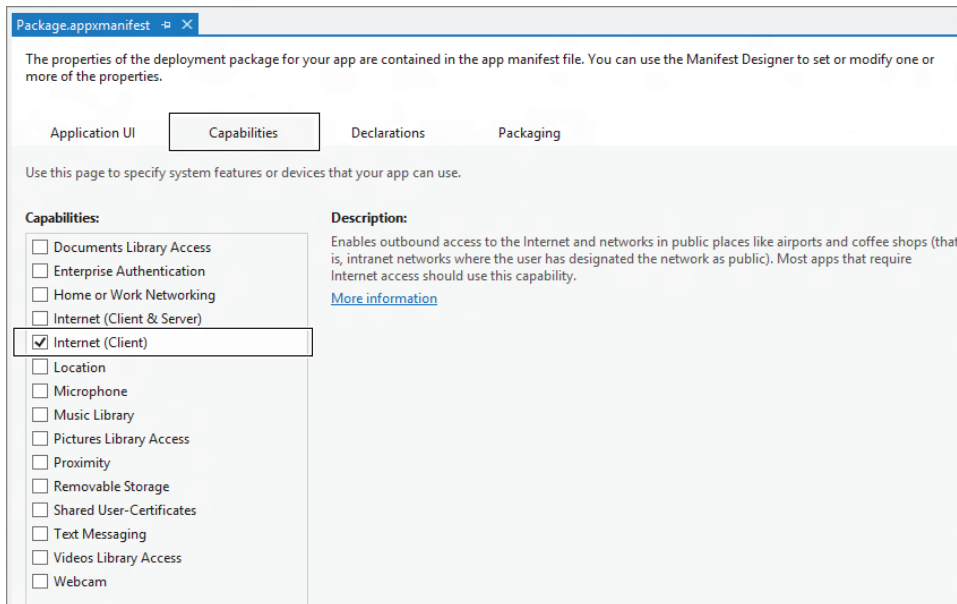 Package.appxmanifest
The properties of the deployment package for your app are contained in the app manifest file. You can use the Manifest Designer to set or modify one or
more of the properties.
Application UI
Capabilities
Declarations
Packaging
Use this page to specify system features or devices that your app can use.
Capabilities:
Documents Library Access
Enterprise Authentication
Home or Work Networking
Internet (Client & Server)
Internet (Client)
Location
Microphone
Music Library
Pictures Library Access
Proximity
Removable Storage
Shared User-Certificates
Text Messaging
Videos Library Access
Webcam
Description:
Enables outbound access to the Internet and networks in public places like airports and coffee shops (that
is, intranet networks where the user has designated the network as public). Most apps that require
Internet access should use this capability.
More information